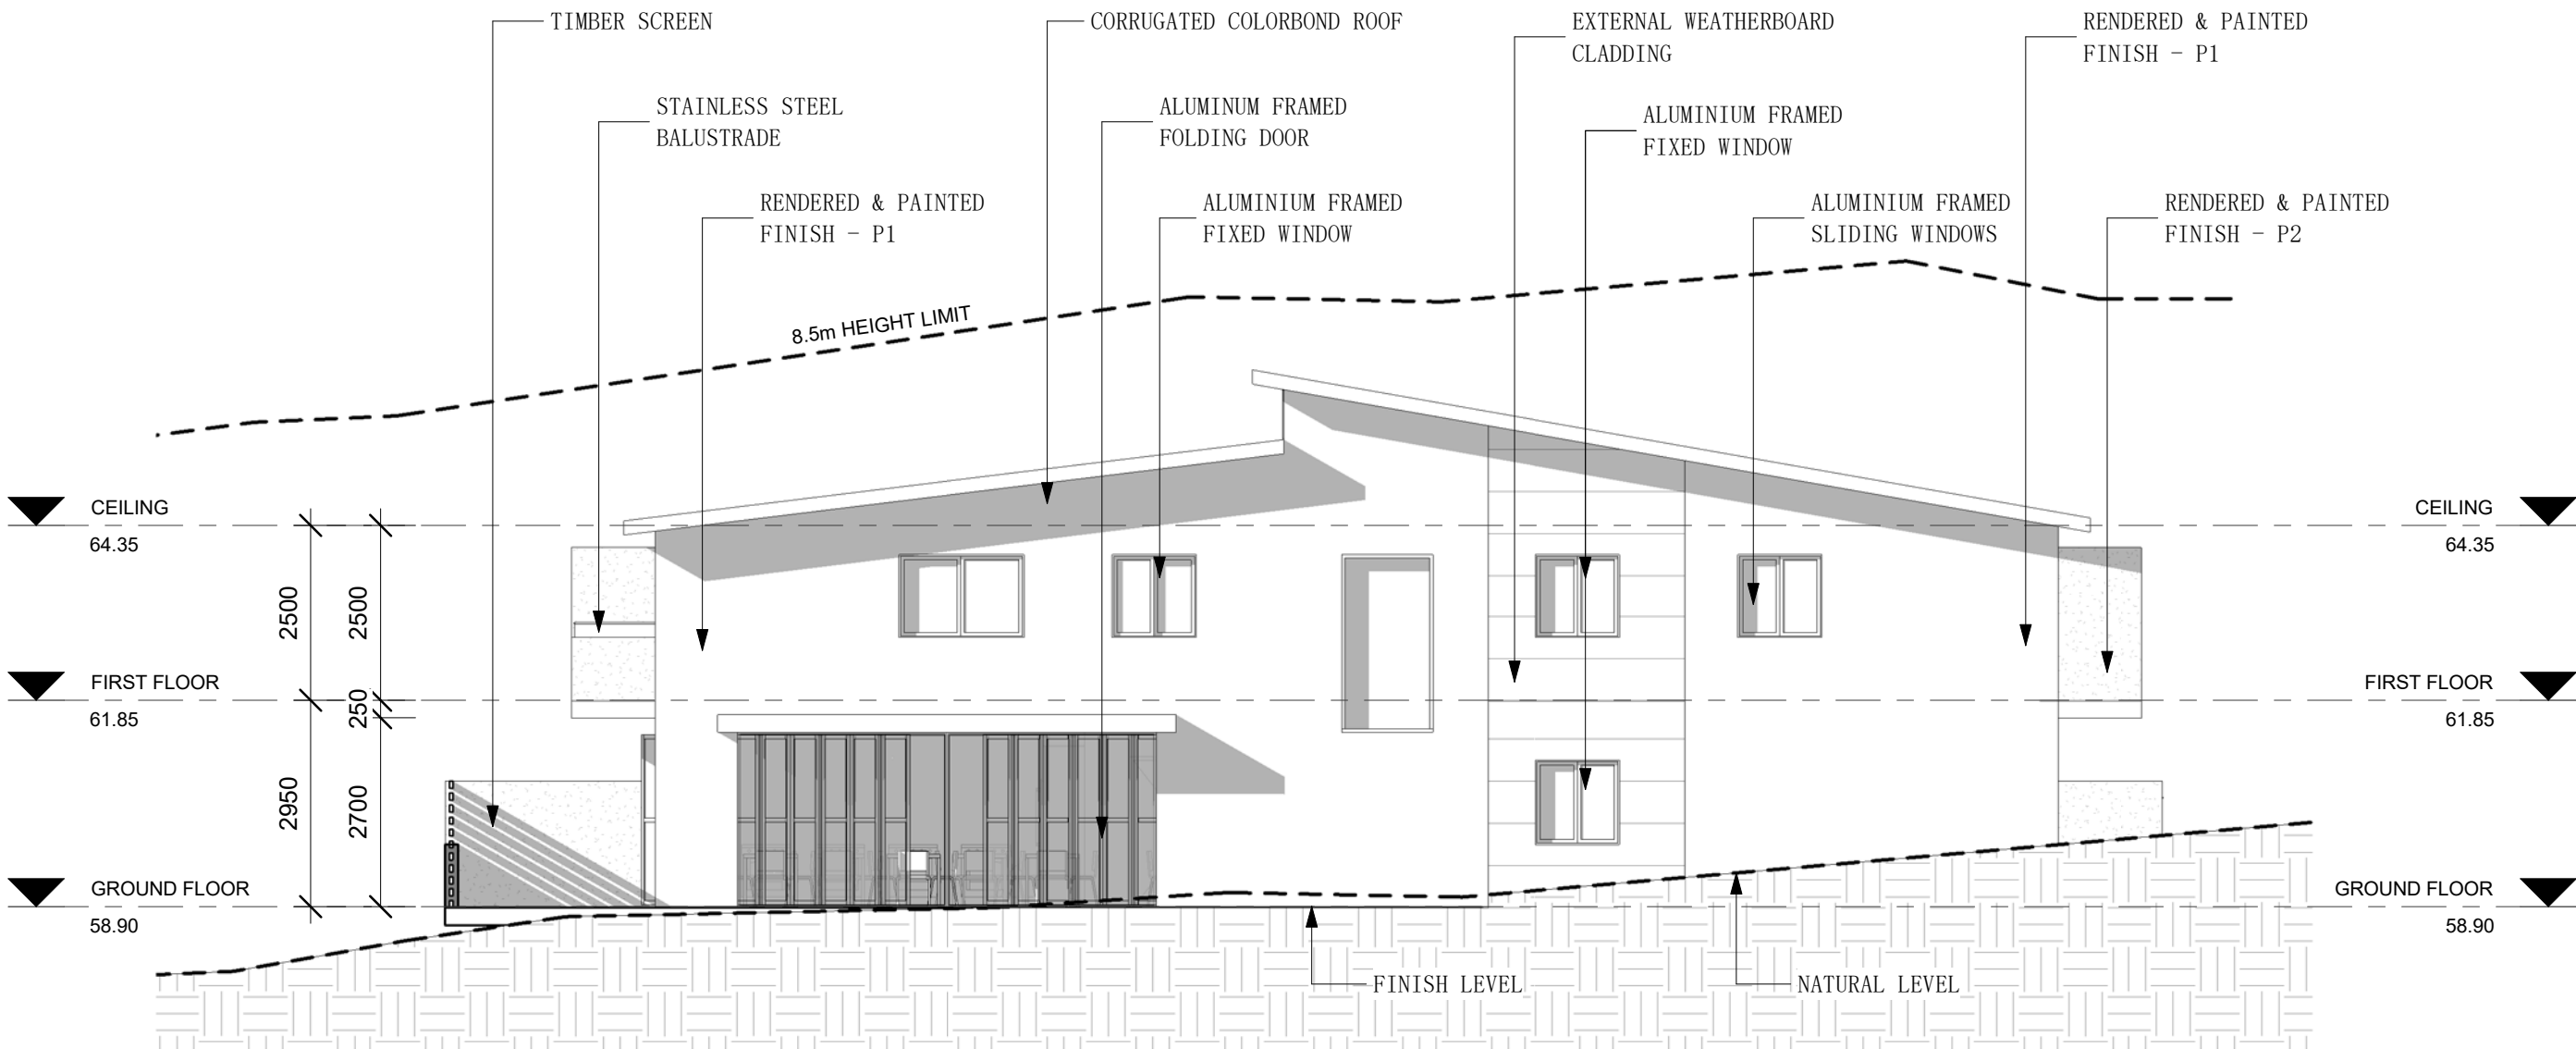 TIMBER SCREEN
CORRUGATED COLORBOND ROOF
EXTERNAL WEATHERBOARD
CLADDING
RENDERED & PAINTED
FINISH - P1
STAINLESS STEEL
BALUSTRADE
ALUMINUM FRAMED
FOLDING DOOR
ALUMINIUM FRAMED
FIXED WINDOW
RENDERED & PAINTED
FINISH - P1
ALUMINIUM FRAMED
FIXED WINDOW
ALUMINIUM FRAMED
SLIDING WINDOWS
RENDERED & PAINTED
FINISH - P2
8.5m HEIGHT LIMIT
CEILING
64.35
CEILING
64.35
2500
2500
FIRST FLOOR
61.85
250
FIRST FLOOR
61.85
2950
2700
GROUND FLOOR
58.90
GROUND FLOOR
58.90
FINISH LEVEL
NATURAL LEVEL